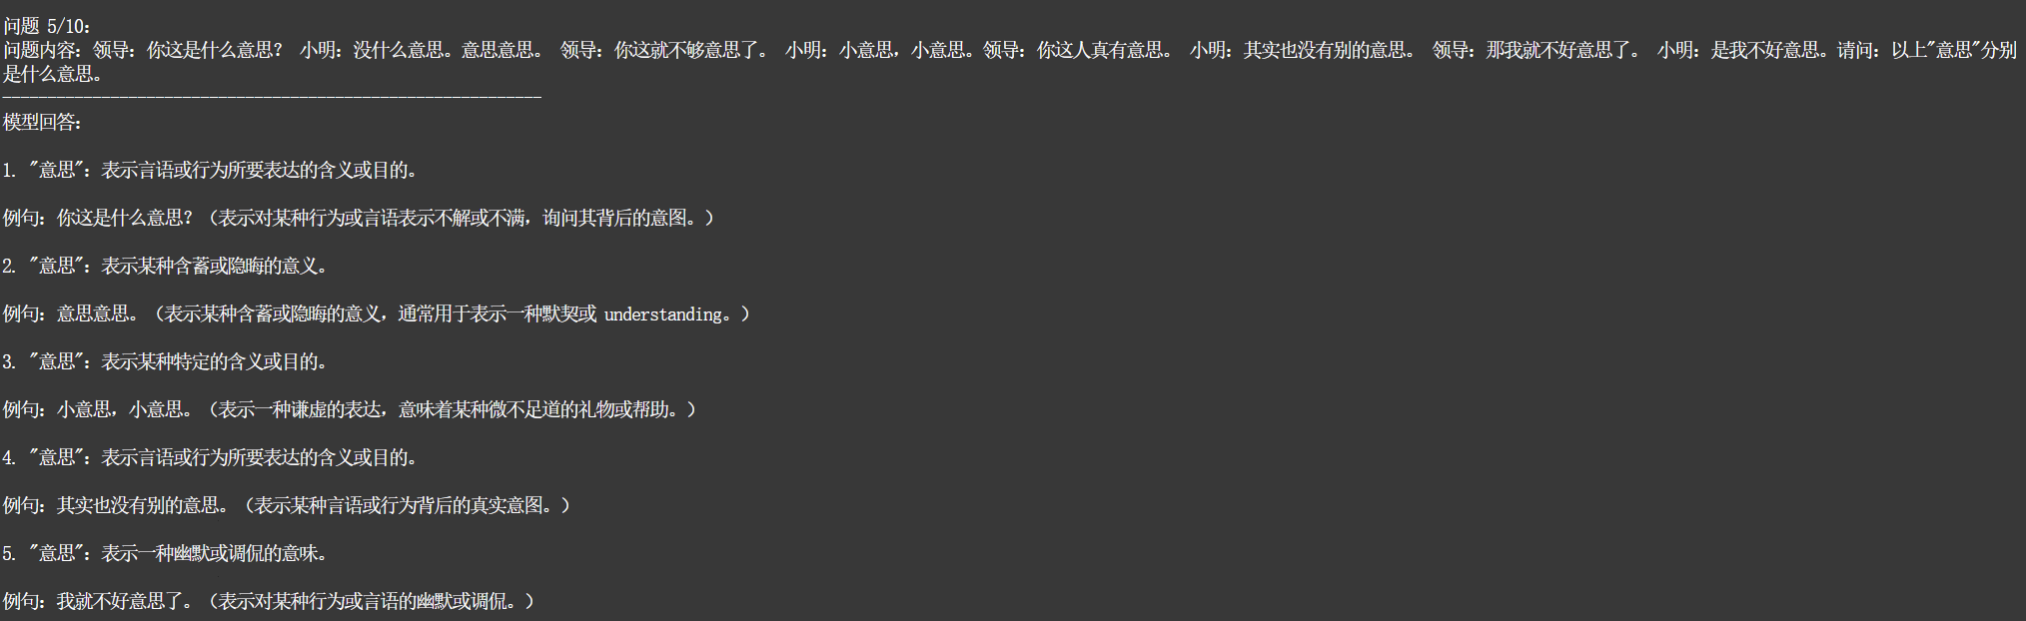 问题 5/10:
问题内容: 领导: 你这是什么意思? 小明: 没什么意思。意思意思。 领导: 你这就不够意思了。 小明: 小意思, 小意思。领导: 你这人真有意思。 小明: 其实也没有别的意思。 领导: 那我就不好意思了。 小明: 是我不好意思。请问: 以上"意思"分别
是什么意思。
------------------------------------------------------------
模型回答:
1. "意思": 表示言语或行为所要表达的含义或目的。
例句: 你这是什么意思? (表示对某种行为或言语表示不解或不满, 询问其背后的意图。)
2. "意思": 表示某种含蓄或隐晦的意义。
例句: 意思意思。(表示某种含蓄或隐晦的意义, 通常用于表示一种默契或 understanding。)
3. "意思": 表示某种特定的含义或目的。
例句: 小意思, 小意思。(表示一种谦虚的表达, 意味着某种微不足道的礼物或帮助。)
4. "意思": 表示言语或行为所要表达的含义或目的。
例句: 其实也没有别的意思。(表示某种言语或行为背后的真实意图。)
5. "意思": 表示一种幽默或调侃的意味。
例句: 我就不好意思了。(表示对某种行为或言语的幽默或调侃。)